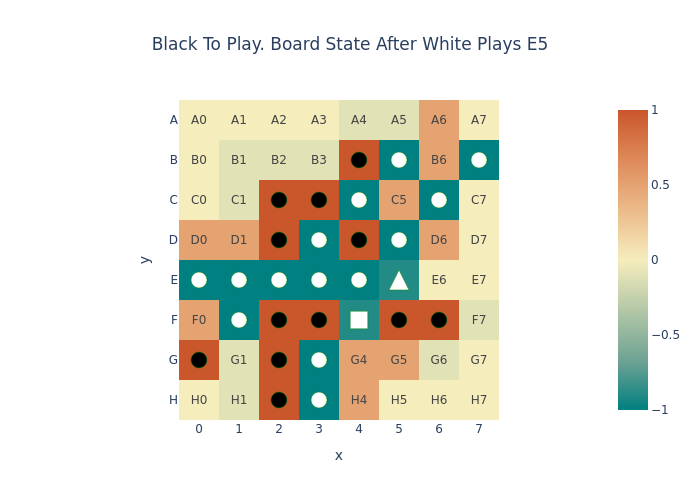 Black To Play. Board State After White Plays E5
A A0 A1 A2 A3 A4 A5 A6 A7
B B0 B1 B2 B3 B6
C C0 C1 C5 C7
D D0 D1 D6 D7
E E6 E7
F F0 F7
G G1 G4 G5 G6 G7
H H0 H1 H4 H5 H6 H7
0 1 2 3 4 5 6 7
x
y
1
0.5
0
−0.5
−1